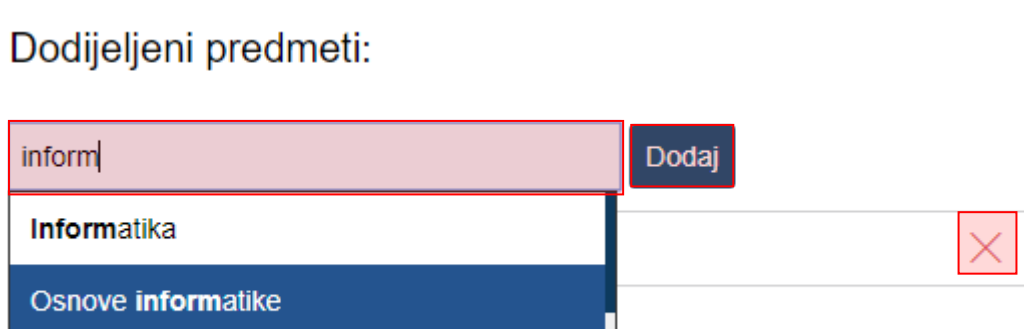 Dodijeljeni predmeti:
inform
Dodaj
Informatika
Osnove informatike